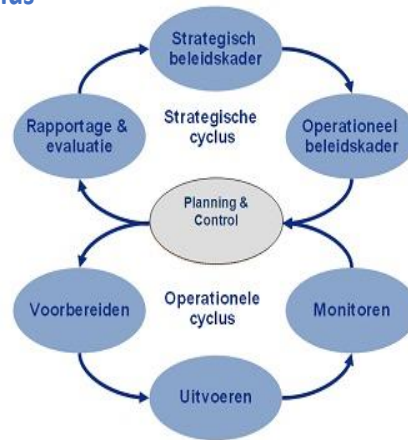 Strategisch
beleidskader
Rapportage &
evaluatie
Strategische
cyclus
Operationeel
beleidskader
Planning &
Control
Voorbereiden
Operationele
cyclus
Monitoren
Uitvoeren